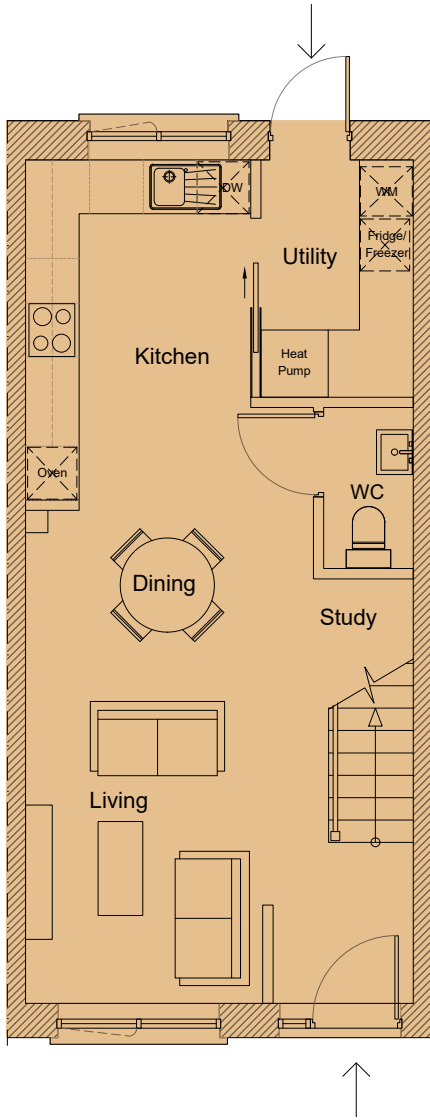 DW
WM
Fridge/
Freezer
Utility
Kitchen
Heat
Pump
Oven
WC
Dining
Study
Living